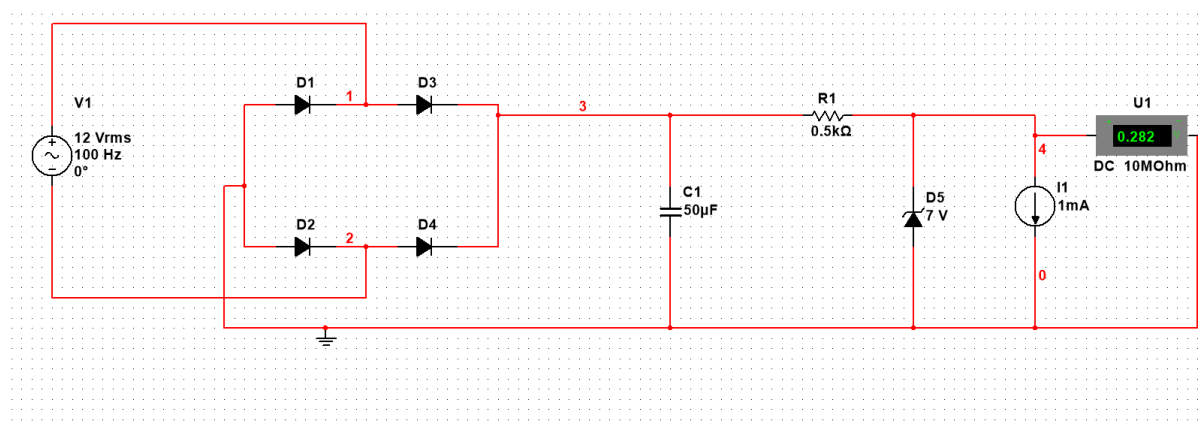 V1
12 Vrms
100 Hz
0°
D1
1
D3
D2
2
D4
3
C1
50µF
R1
0.5kΩ
D5
7 V
4
I1
1mA
0
U1
0.282
DC 10MOhm